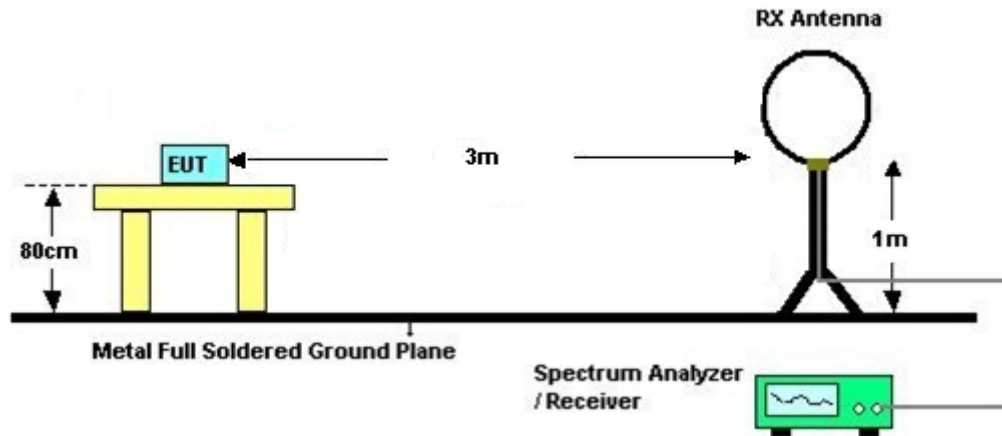 RX Antenna
EUT
3m
80cm
1m
Metal Full Soldered Ground Plane
Spectrum Analyzer
/ Receiver